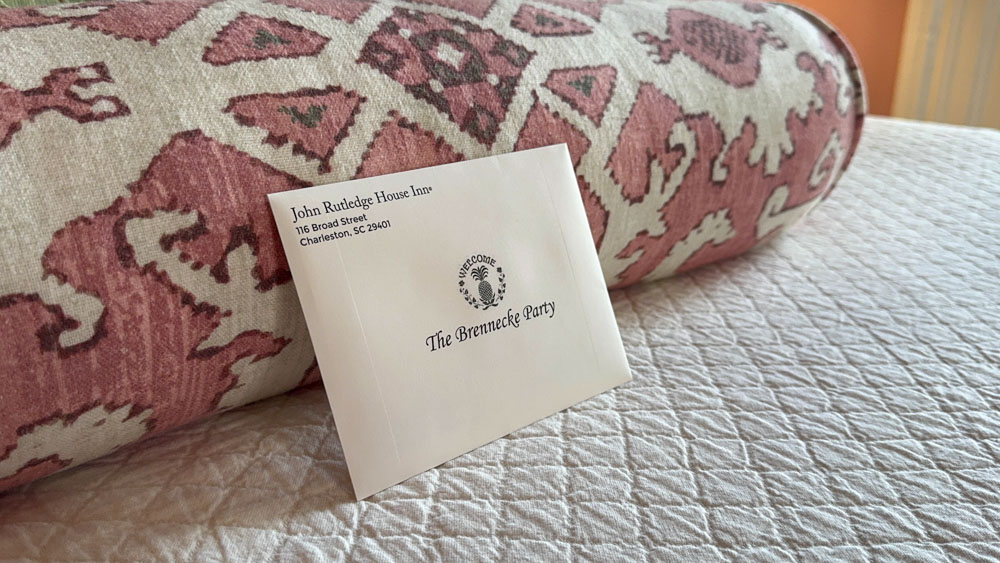 John Rutledge House Inn®
116 Broad Street
Charleston, SC 29401
WELCOME
The Brennecke Party